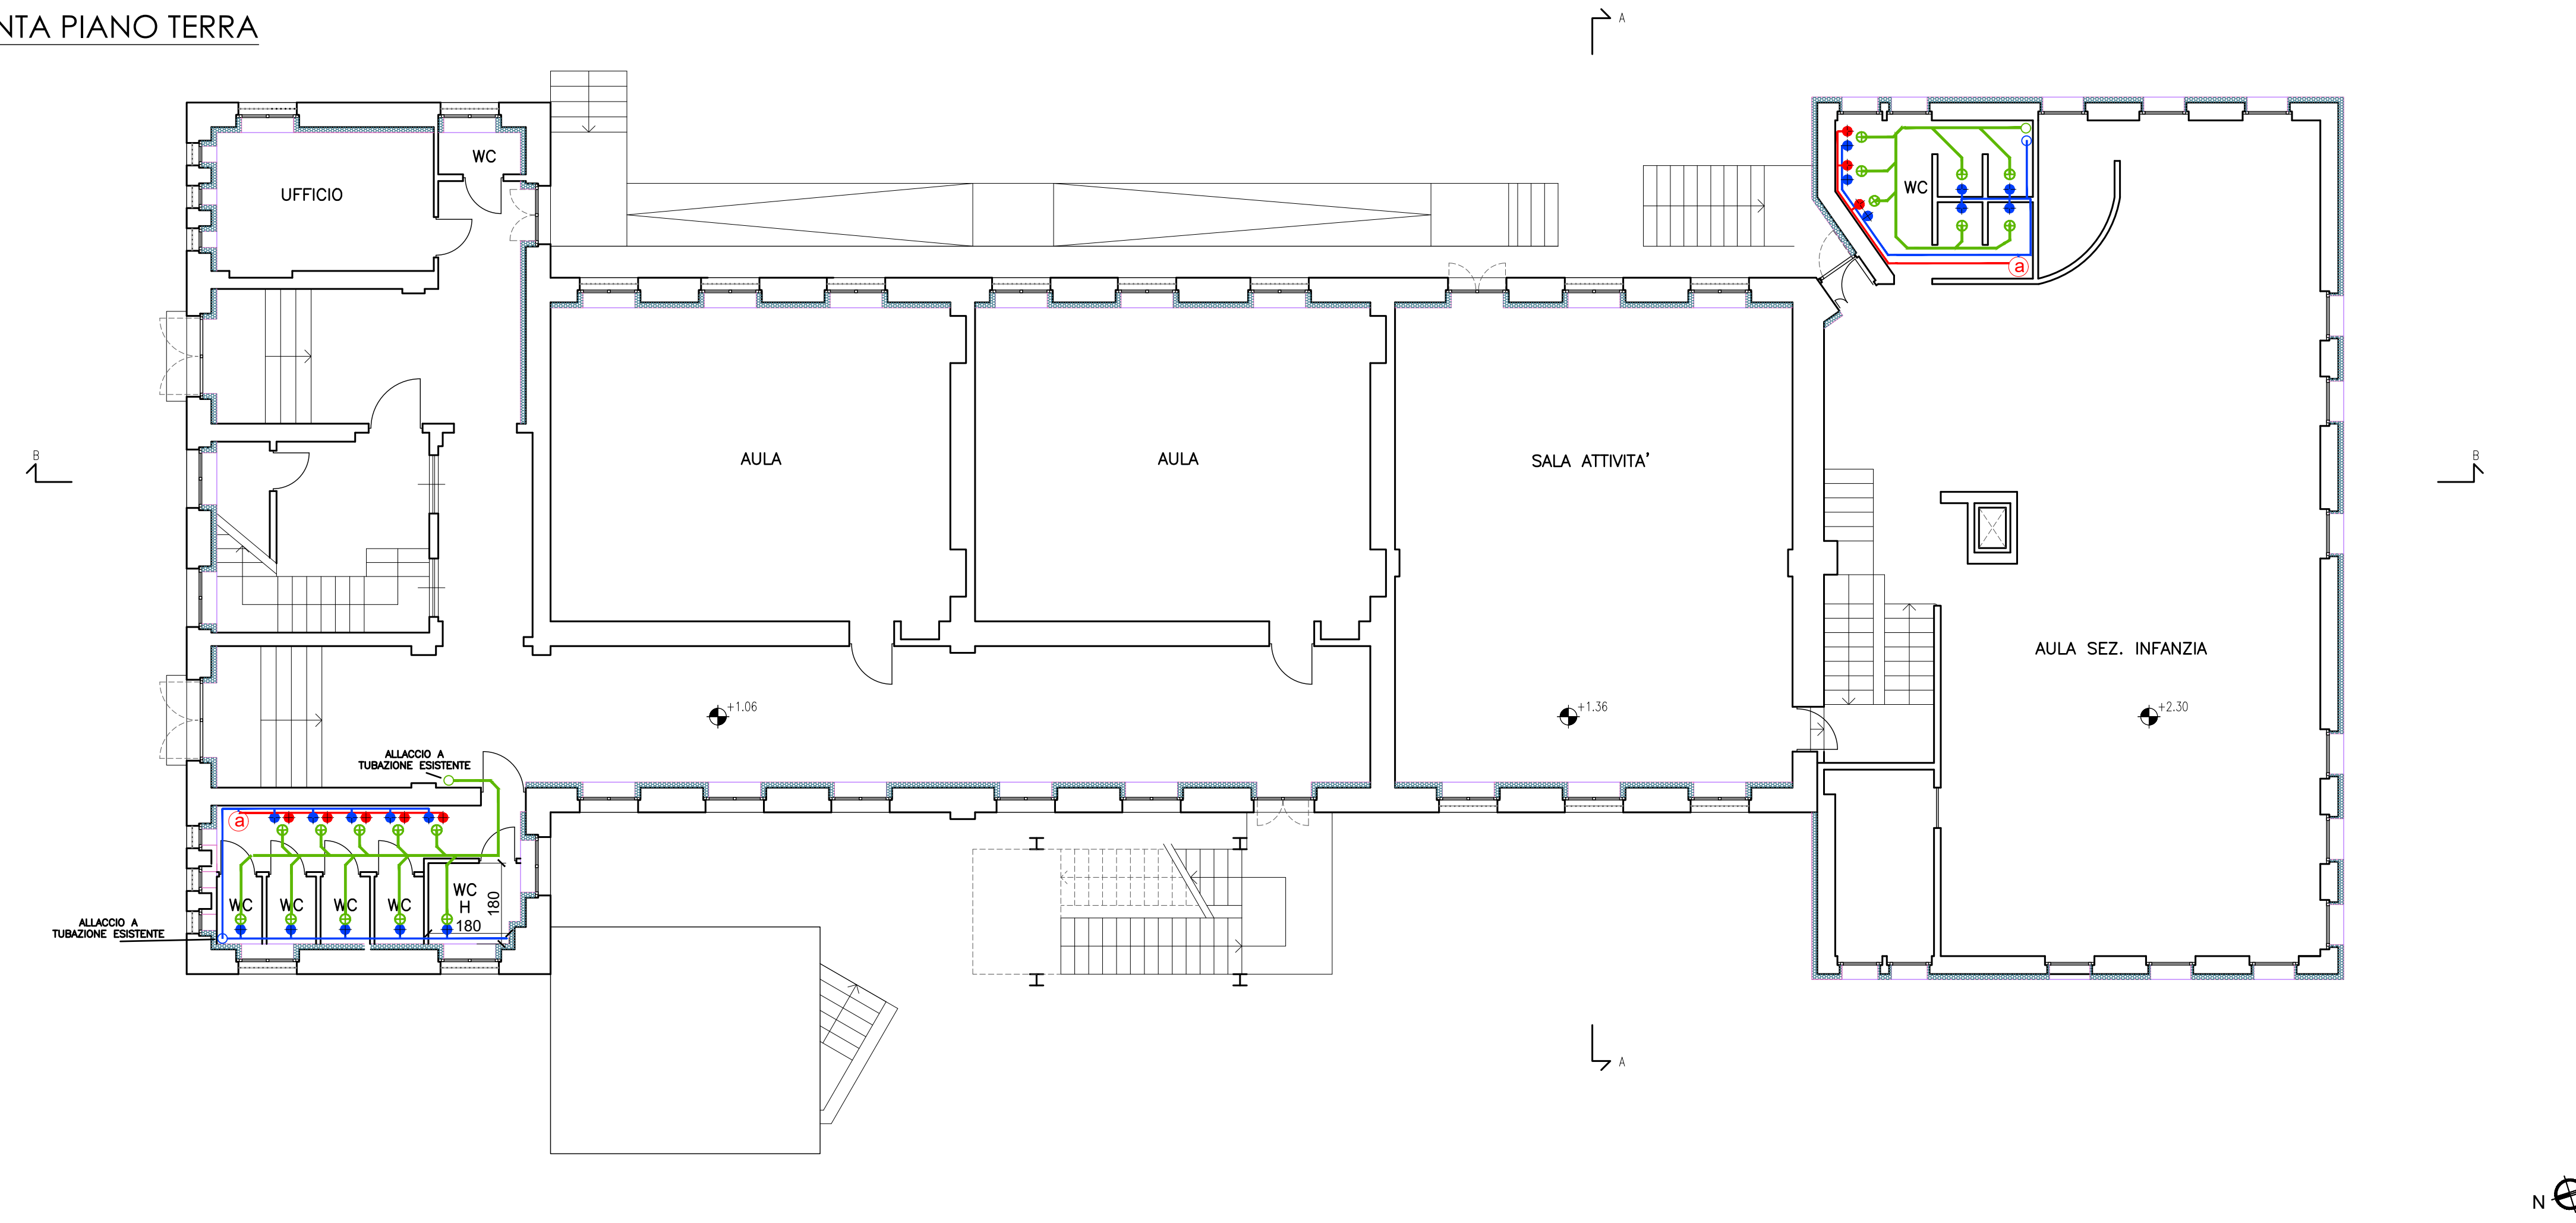 NTA PIANO TERRA
A
WC
UFFICIO
WC
a
B
AULA
AULA
SALA ATTIVITA'
B
AULA SEZ. INFANZIA
+1.06
+1.36
+2.30
ALLACCIO A
TUBAZIONE ESISTENTE
a
WC
WC
WC
WC
WC
H
180
180
ALLACCIO A
TUBAZIONE ESISTENTE
A
N